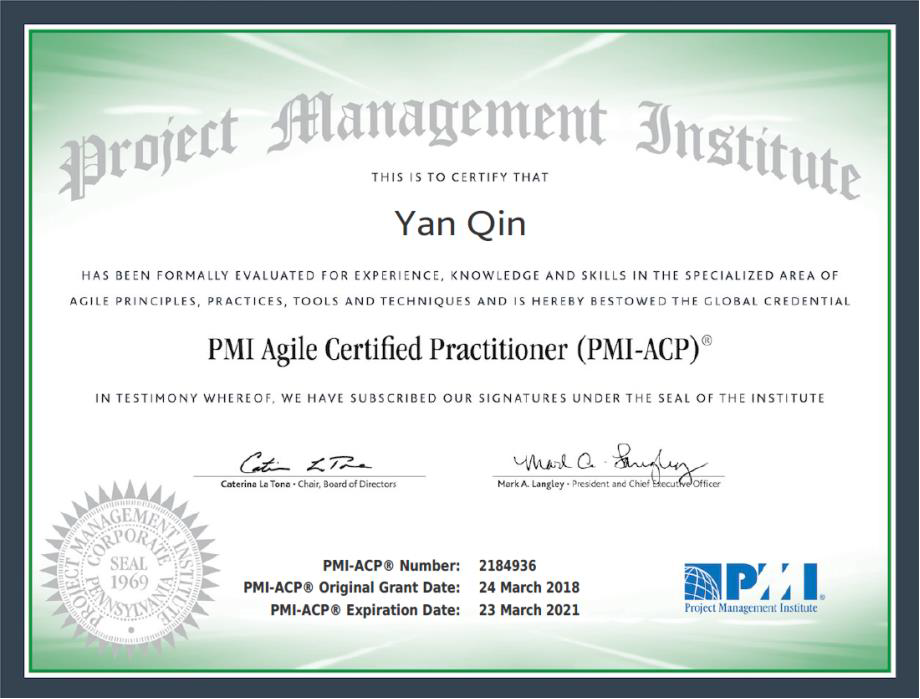 Project Management Institute
THIS IS TO CERTIFY THAT
Yan Qin
HAS BEEN FORMALLY EVALUATED FOR EXPERIENCE, KNOWLEDGE AND SKILLS IN THE SPECIALIZED AREA OF
AGILE PRINCIPLES, PRACTICES, TOOLS AND TECHNIQUES AND IS HEREBY BESTOWED THE GLOBAL CREDENTIAL
PMI Agile Certified Practitioner (PMI-ACP)®
IN TESTIMONY WHEREOF, WE HAVE SUBSCRIBED OUR SIGNATURES UNDER THE SEAL OF THE INSTITUTE
Mark A. Langley
Caterina La Tona • Chair, Board of Directors
Mark A. Langley • President and Chief Executive Officer
PROJECT MANAGEMENT INSTITUTE
CORPORATE
SEAL
1969
PENNSYLVANIA
PMI-ACP® Number: 2184936
PMI-ACP® Original Grant Date: 24 March 2018
PMI-ACP® Expiration Date: 23 March 2021
PMI®
Project Management Institute